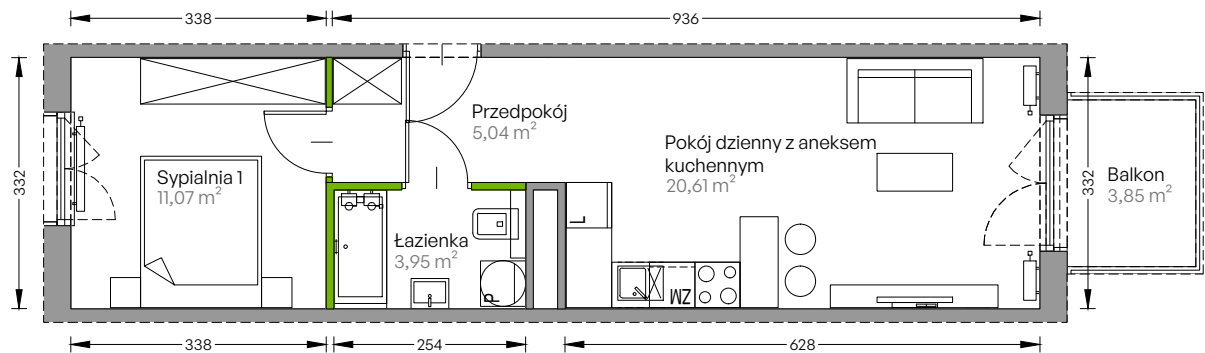 338
936
332
Sypialnia 1
11,07 m²
Przedpokój
5,04 m²
Pokój dzienny z aneksem
kuchennym
20,61 m²
332
Balkon
3,85 m²
Łazienka
3,95 m²
L
P
ZM
338
254
628